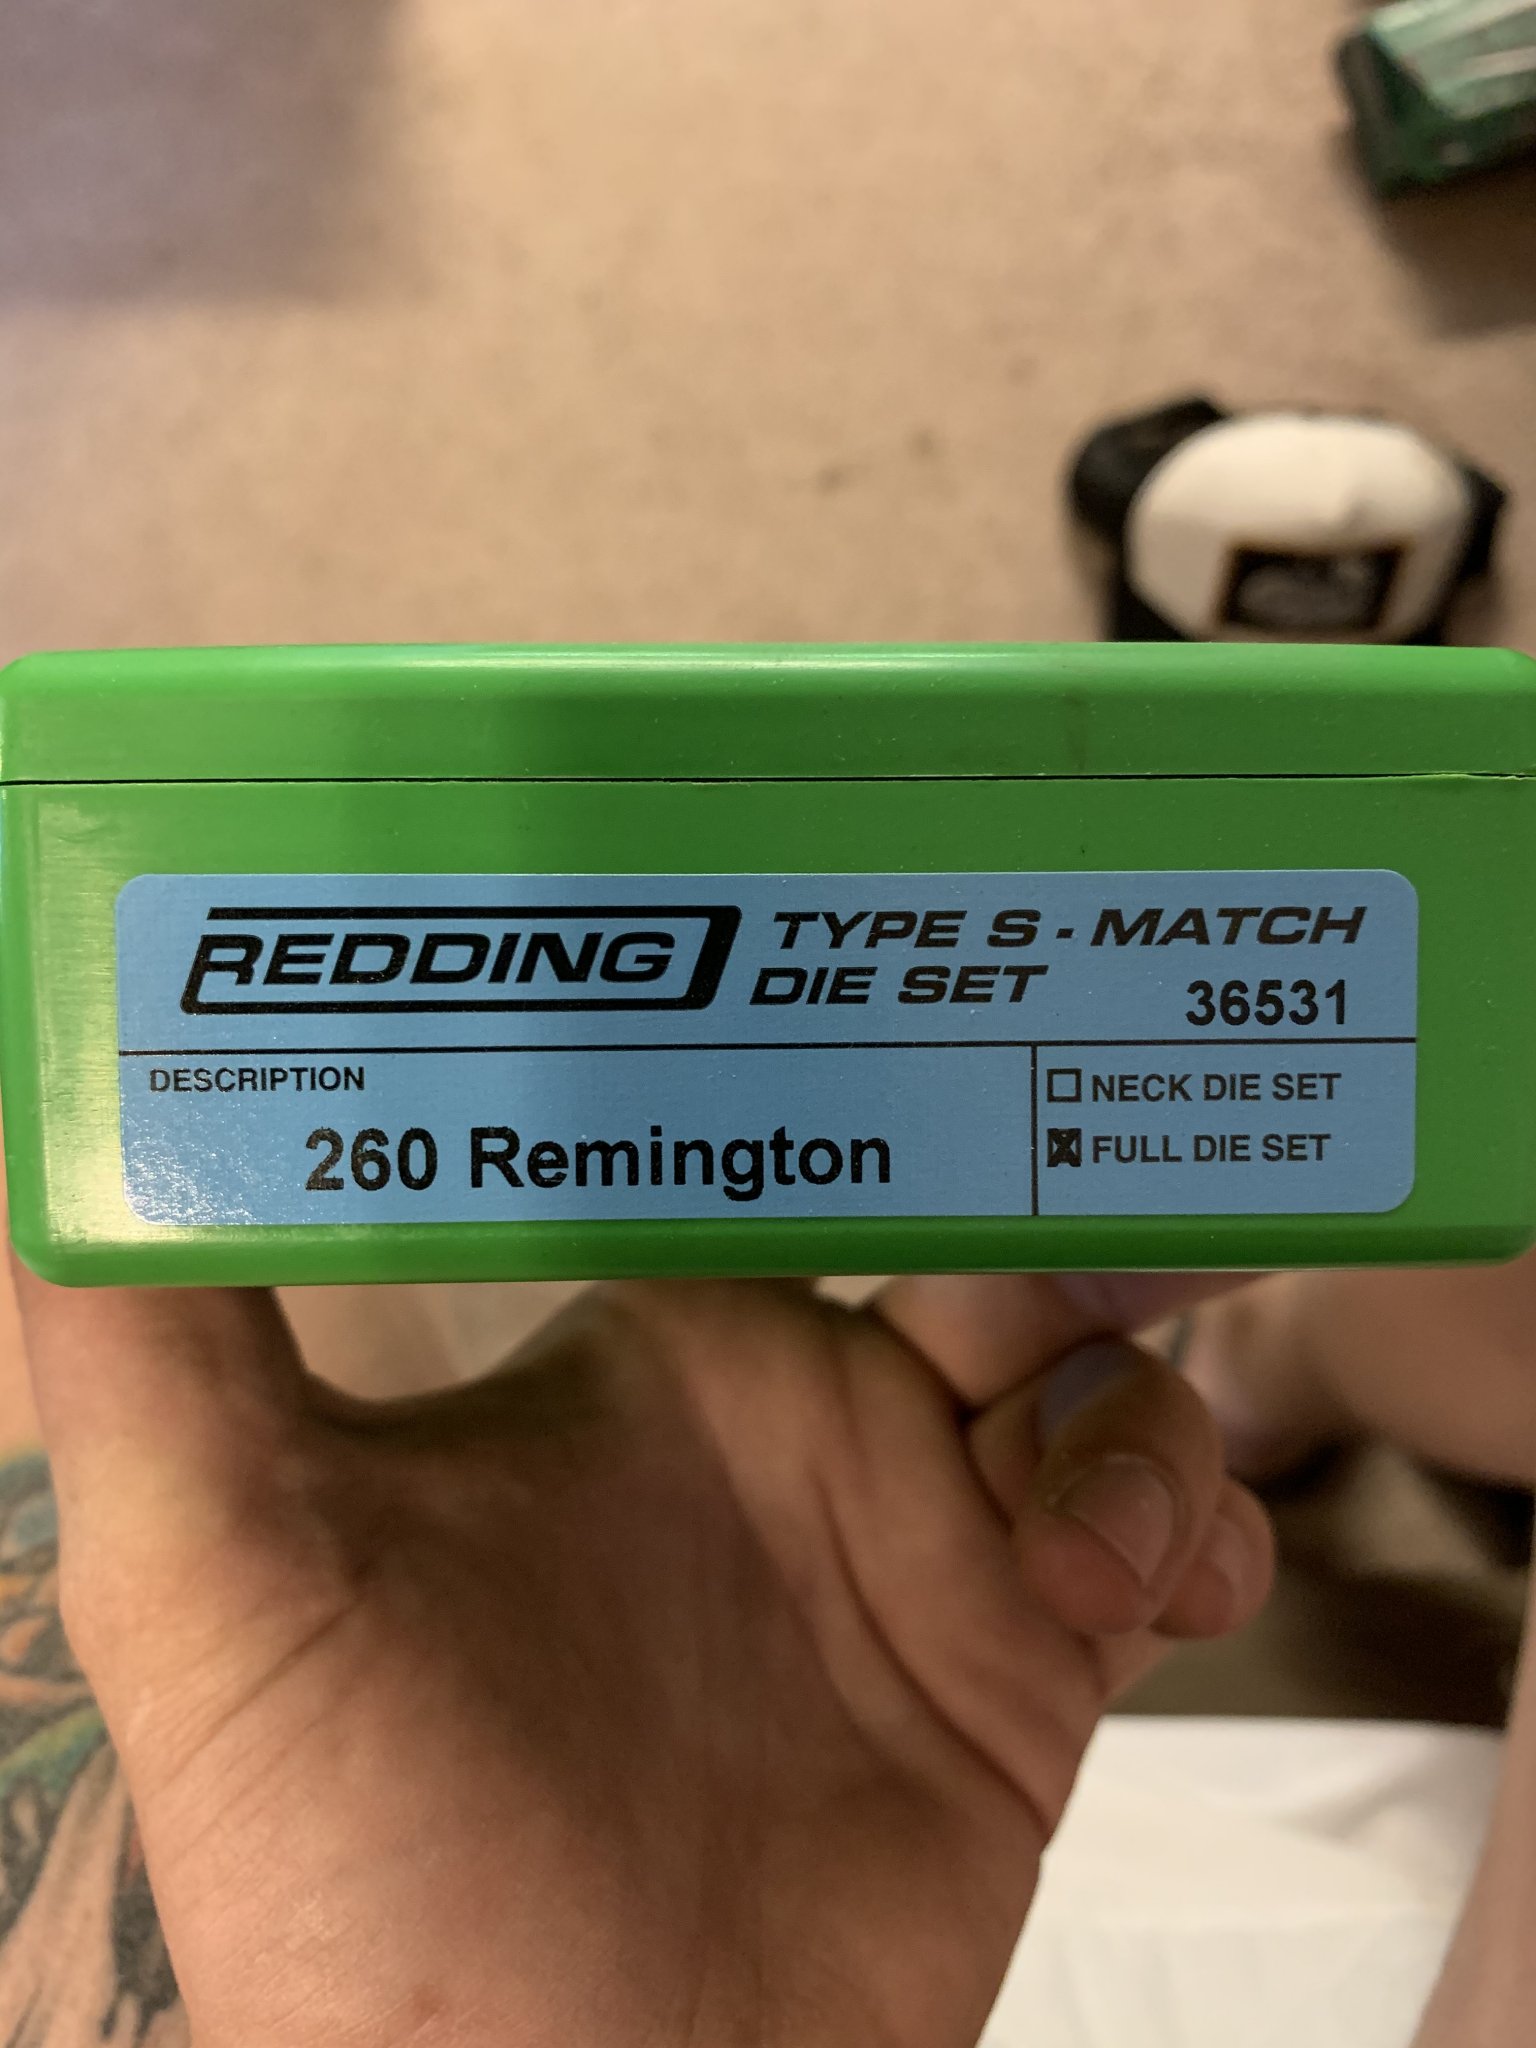 REDDING TYPE S - MATCH
DIE SET
36531
DESCRIPTION
260 Remington
NECK DIE SET
FULL DIE SET